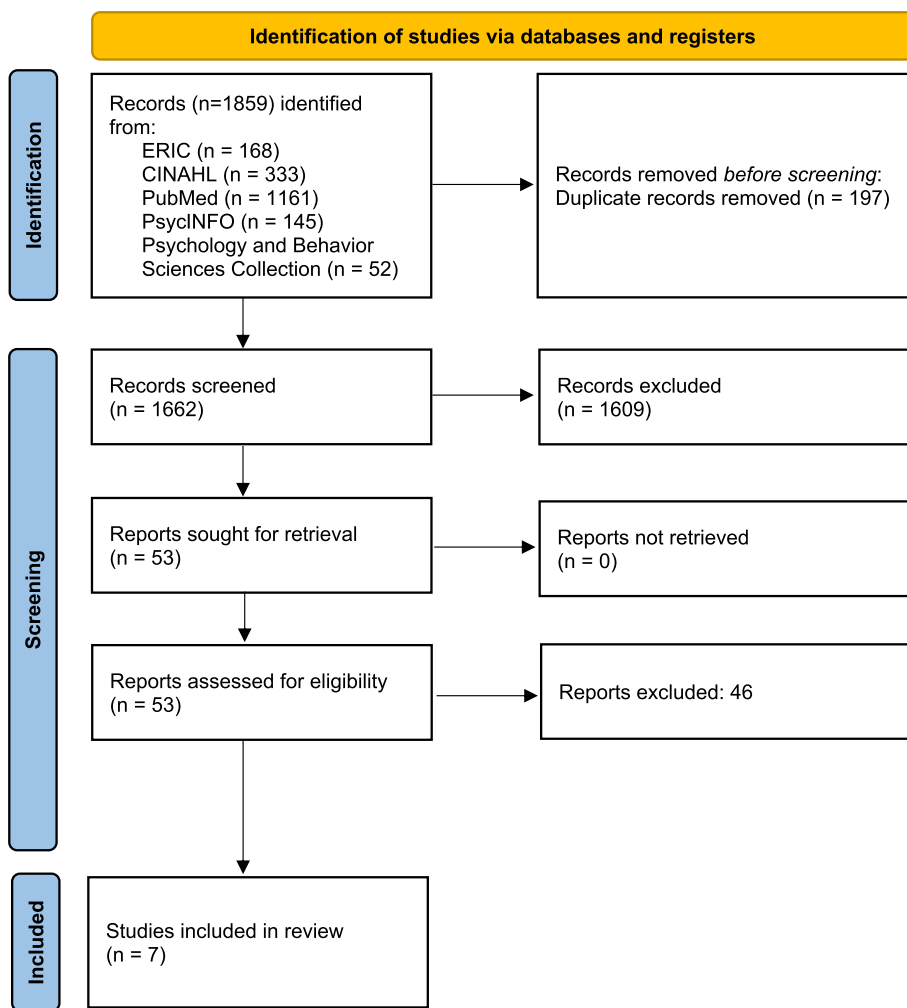 Identification of studies via databases and registers
Identification
Records (n=1859) identified
from:
ERIC (n = 168)
CINAHL (n = 333)
PubMed (n = 1161)
PsycINFO (n = 145)
Psychology and Behavior
Sciences Collection (n = 52)
Records removed before screening:
Duplicate records removed (n = 197)
Screening
Records screened
(n = 1662)
Records excluded
(n = 1609)
Reports sought for retrieval
(n = 53)
Reports not retrieved
(n = 0)
Reports assessed for eligibility
(n = 53)
Reports excluded: 46
Included
Studies included in review
(n = 7)